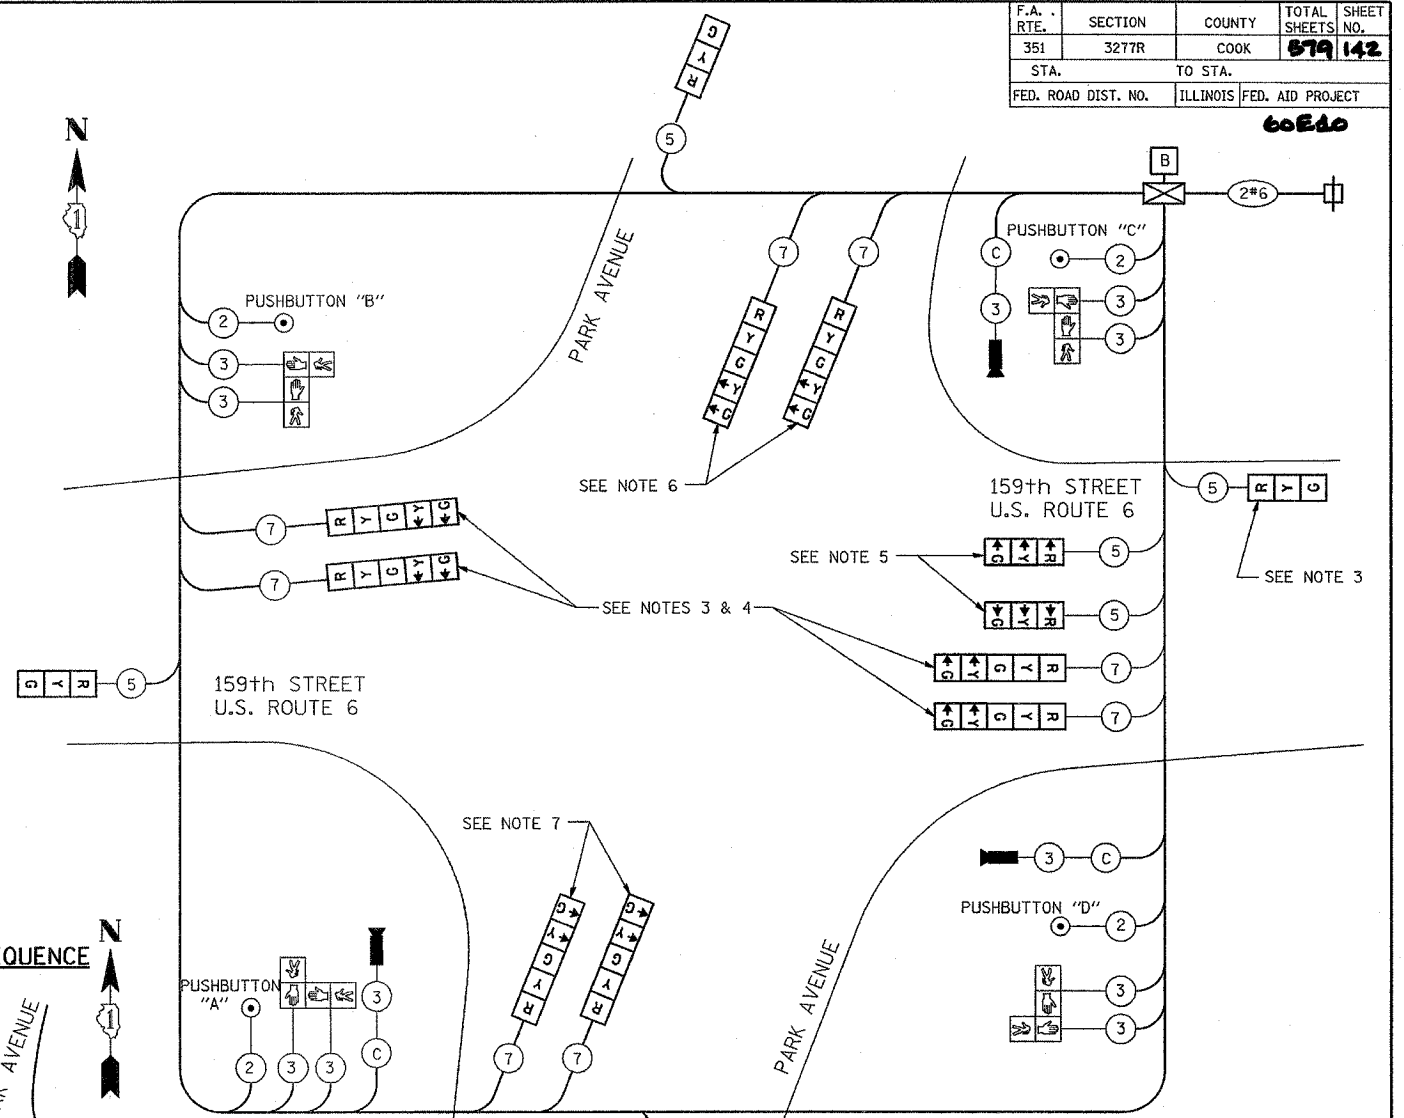 F.A. .
RTE.
SECTION
COUNTY
TOTAL
SHEETS
SHEET
NO.
351
3277R
COOK
579
142
STA.
TO STA.
FED. ROAD DIST. NO.
ILLINOIS
FED. AID PROJECT
G
Y
R
5
N
1
B
2#6
PUSHBUTTON "C"
7
7
C
2
PUSHBUTTON "B"
2
PARK AVENUE
3
3
3
3
3
R Y G Y G
R Y G Y G
SEE NOTE 6
159th STREET
U.S. ROUTE 6
5
R Y G
7
R Y G Y G
SEE NOTE 5
G Y R
5
7
R Y G Y G
SEE NOTE 3
SEE NOTES 3 & 4
G Y R
5
G Y G Y R
7
G Y R
5
159th STREET
U.S. ROUTE 6
G Y G Y R
7
SEE NOTE 7
3
C
PUSHBUTTON "D"
2
G Y G Y R
G Y G Y R
N
1
QUENCE
PUSHBUTTON
"A"
3
PARK AVENUE
3
3
AVENUE
2
3
3
C
7
7